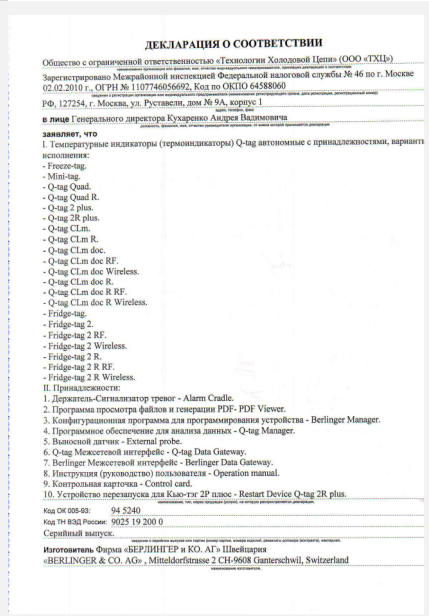 ДЕКЛАРАЦИЯ О СООТВЕТСТВИИ
Общество с ограниченной ответственностью «Технологии Холодовой Цепи» (ООО «ТХЦ»)
Зарегистрировано Межрайонной инспекцией Федеральной налоговой службы № 46 по г. Москве
02.02.2010 г., ОГРН № 1107746056692, Код по ОКПО 64588060
РФ, 127254, г. Москва, ул. Руставели, дом № 9А, корпус 1
адрес, телефон, факс
в лице Генерального директора Кухаренко Андрея Вадимовича
заявляет, что
I. Температурные индикаторы (термоиндикаторы) Q-tag автономные с принадлежностями, вариант
исполнения:
- Freeze-tag.
- Mini-tag.
- Q-tag Quad.
- Q-tag Quad R.
- Q-tag 2 plus.
- Q-tag 2R plus.
- Q-tag CLm.
- Q-tag CLm R.
- Q-tag CLm doc.
- Q-tag CLm doc RF.
- Q-tag CLm doc Wireless.
- Q-tag CLm doc R.
- Q-tag CLm doc R RF.
- Q-tag CLm doc R Wireless.
- Fridge-tag.
- Fridge-tag 2.
- Fridge-tag 2 RF.
- Fridge-tag 2 Wireless.
- Fridge-tag 2 R.
- Fridge-tag 2 R RF.
- Fridge-tag 2 R Wireless.
II. Принадлежности:
1. Держатель-Сигнализатор тревог - Alarm Cradle.
2. Программа просмотра файлов и генерации PDF- PDF Viewer.
3. Конфигурационная программа для программирования устройства - Berlinger Manager.
4. Программное обеспечение для анализа данных - Q-tag Manager.
5. Выносной датчик - External probe.
6. Q-tag Межсетевой интерфейс - Q-tag Data Gateway.
7. Berlinger Межсетевой интерфейс - Berlinger Data Gateway.
8. Инструкция (руководство) пользователя - Operation manual.
9. Контрольная карточка - Control card.
10. Устройство перезапуска для Кью-тэг 2Р плюс - Restart Device Q-tag 2R plus.
Код ОК 005-93: 94 5240
Код ТН ВЭД России: 9025 19 200 0
Серийный выпуск.
Изготовитель Фирма «БЕРЛИНГЕР и КО. АГ» Швейцария
«BERLINGER & CO. AG» , Mitteldorfstrasse 2 CH-9608 Ganterschwil, Switzerland
наименование изготовителя.